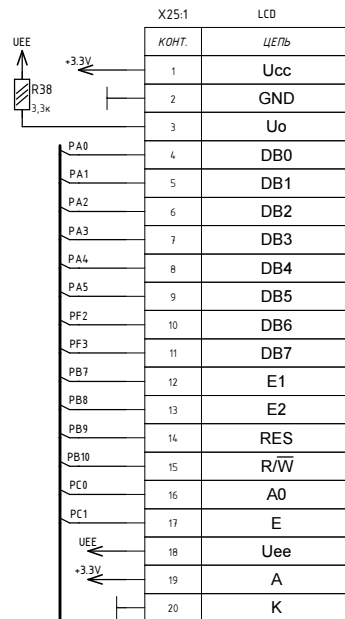 X25:1 LCD
КОНТ. ЦЕПЬ
UEE
+3.3V 1 Ucc
R38
3,3к
2 GND
3 Uo
PA0 4 DB0
PA1 5 DB1
PA2 6 DB2
PA3 7 DB3
PA4 8 DB4
PA5 9 DB5
PF2 10 DB6
PF3 11 DB7
PB7 12 E1
PB8 13 E2
PB9 14 RES
PB10 15 R/W̅
PC0 16 A0
PC1 17 E
UEE 18 Uee
+3.3V 19 A
20 K